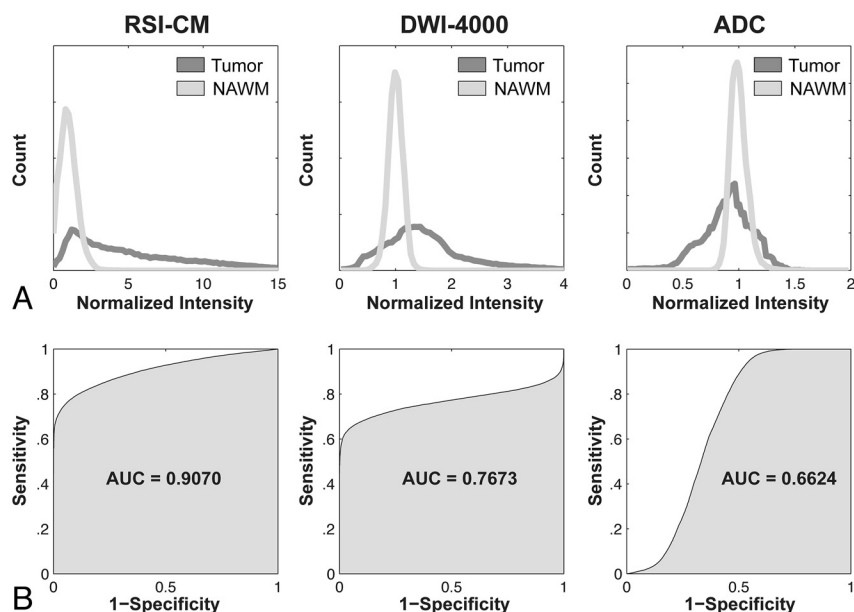 RSI-CM DWI-4000 ADC
Tumor
NAWM
Tumor
NAWM
Tumor
NAWM
Count
Count
Count
0 5 10 15
0 1 2 3 4
0 0.5 1 1.5 2
A Normalized Intensity Normalized Intensity Normalized Intensity
1
.8
.6
.4
.2
0
Sensitivity
AUC = 0.9070
0 0.5 1
1
.8
.6
.4
.2
0
Sensitivity
AUC = 0.7673
0 0.5 1
1
.8
.6
.4
.2
0
Sensitivity
AUC = 0.6624
0 0.5 1
B 1−Specificity 1−Specificity 1−Specificity